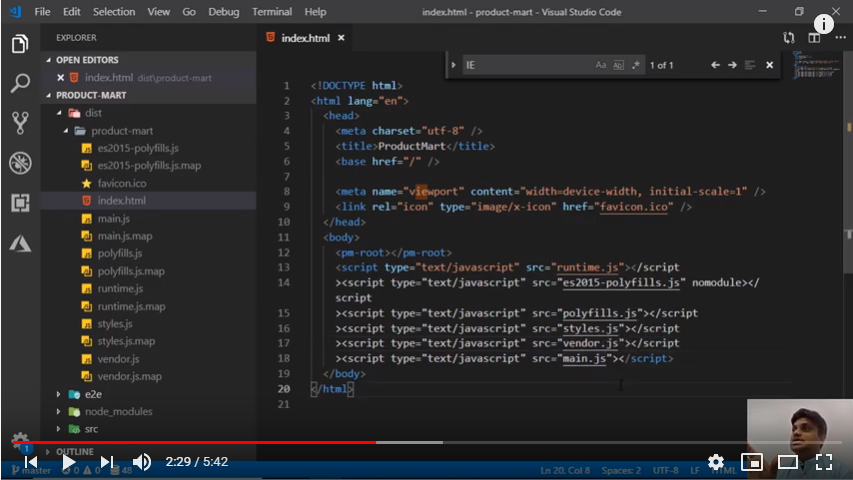 File Edit Selection View Go Debug Terminal Help index.html - product-mart - Visual Studio Code
EXPLORER
index.html
OPEN EDITORS
index.html dist\product-mart
IE
Aa
Ab
.*
1 of 1
PRODUCT-MART
dist
product-mart
es2015-polyfills.js
es2015-polyfills.js.map
favicon.ico
index.html
main.js
main.js.map
polyfills.js
polyfills.js.map
runtime.js
runtime.js.map
styles.js
styles.js.map
vendor.js
vendor.js.map
e2e
node_modules
src
OUTLINE
1 <!DOCTYPE html>
2 <html lang="en">
3 <head>
4 <meta charset="utf-8" />
5 <title>ProductMart</title>
6 <base href="/" />
7
8 <meta name="viewport" content="width=device-width, initial-scale=1" />
9 <link rel="icon" type="image/x-icon" href="favicon.ico" />
10 </head>
11 <body>
12 <pm-root></pm-root>
13 <script type="text/javascript" src="runtime.js"></script
14 ><script type="text/javascript" src="es2015-polyfills.js" nomodule></
script
15 ><script type="text/javascript" src="polyfills.js"></script
16 ><script type="text/javascript" src="styles.js"></script
17 ><script type="text/javascript" src="vendor.js"></script
18 ><script type="text/javascript" src="main.js"></script>
19 </body>
20 </html>
21
1
2:29 / 5:42
master 0 0 48 Ln 20, Col 8 Spaces: 2 UTF-8 LF HTML